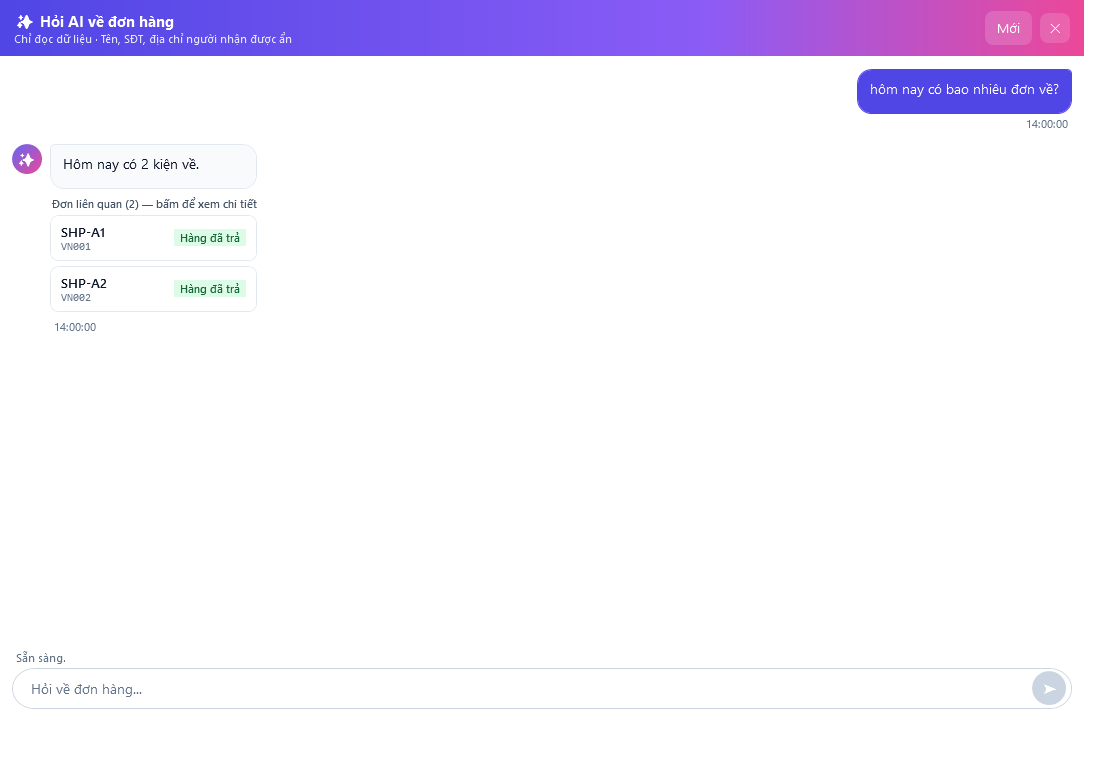 Hỏi AI về đơn hàng
Chỉ đọc dữ liệu · Tên, SĐT, địa chỉ người nhận được ẩn
Mới
hôm nay có bao nhiêu đơn về?
14:00:00
Hôm nay có 2 kiện về.
Đơn liên quan (2) — bấm để xem chi tiết
SHP-A1
VN001
Hàng đã trả
SHP-A2
VN002
Hàng đã trả
14:00:00
Sẵn sàng.
Hỏi về đơn hàng...